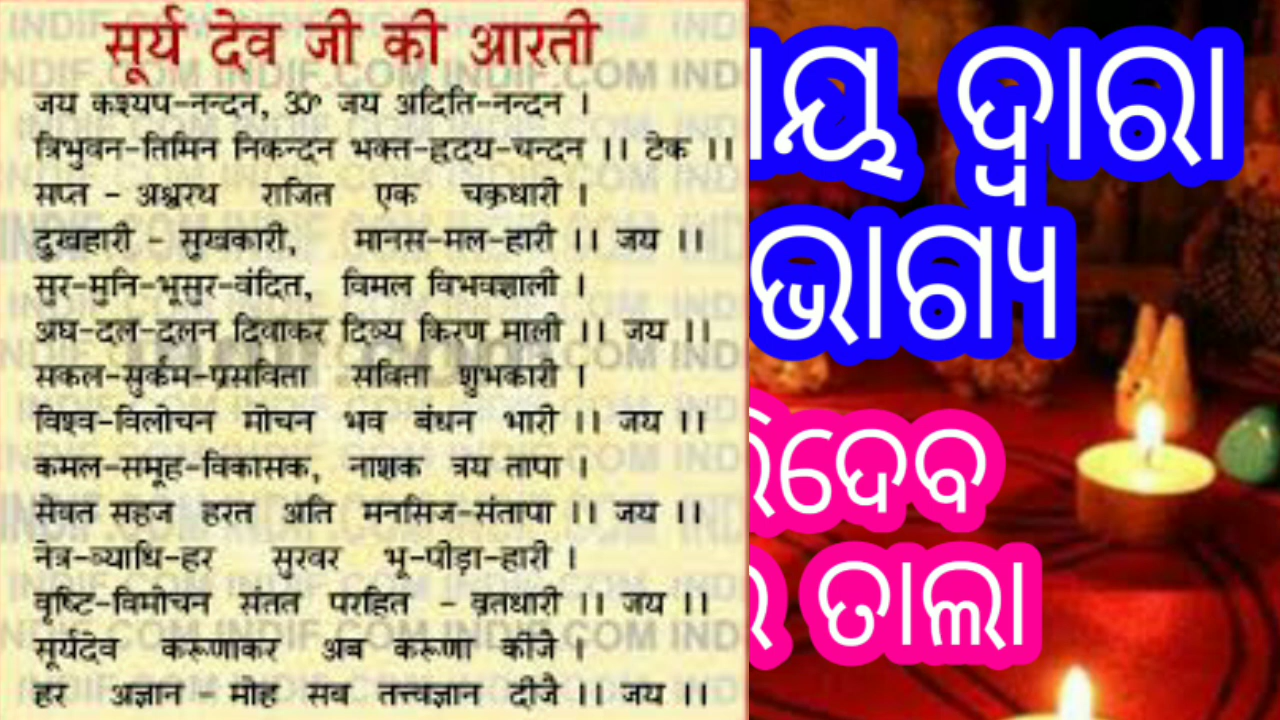 सूर्य देव जी की आरती
जय कश्यप-नन्दन, ॐ जय अदिति-नन्दन ।
त्रिभुवन-तिमिन निकन्दन भक्त-हृदय-चन्दन ।। टेक ।।
सप्त - अश्वरथ राजित एक चक्रधारी ।
दुखहारी - सुखकारी, मानस-मल-हारी ।। जय ।।
सुर-मुनि-भूसुर-वंदित, विमल विभवशाली ।
अघ-दल-दलन दिवाकर दिव्य किरण माली ।। जय ।।
सकल-सुर्कम-प्रसविता सविता शुभकारी ।
विश्व-विलोचन मोचन भव बंधन भारी ।। जय ।।
कमल-समूह-विकासक, नाशक त्रय तापा ।
सेवत सहज हरत अति मनसिज-संतापा ।। जय ।।
नेत्र-व्याधि-हर सुरवर भू-पीड़ा-हारी ।
वृष्टि-विमोचन संतत परहित - व्रतधारी ।। जय ।।
सूर्यदेव करूणाकर अब करूणा कीजै ।
हर अज्ञान - मोह सब तत्त्वज्ञान दीजै ।। जय ।।
ଦ୍ୱାରା
ଭାଗ୍ୟ
ତାଲା